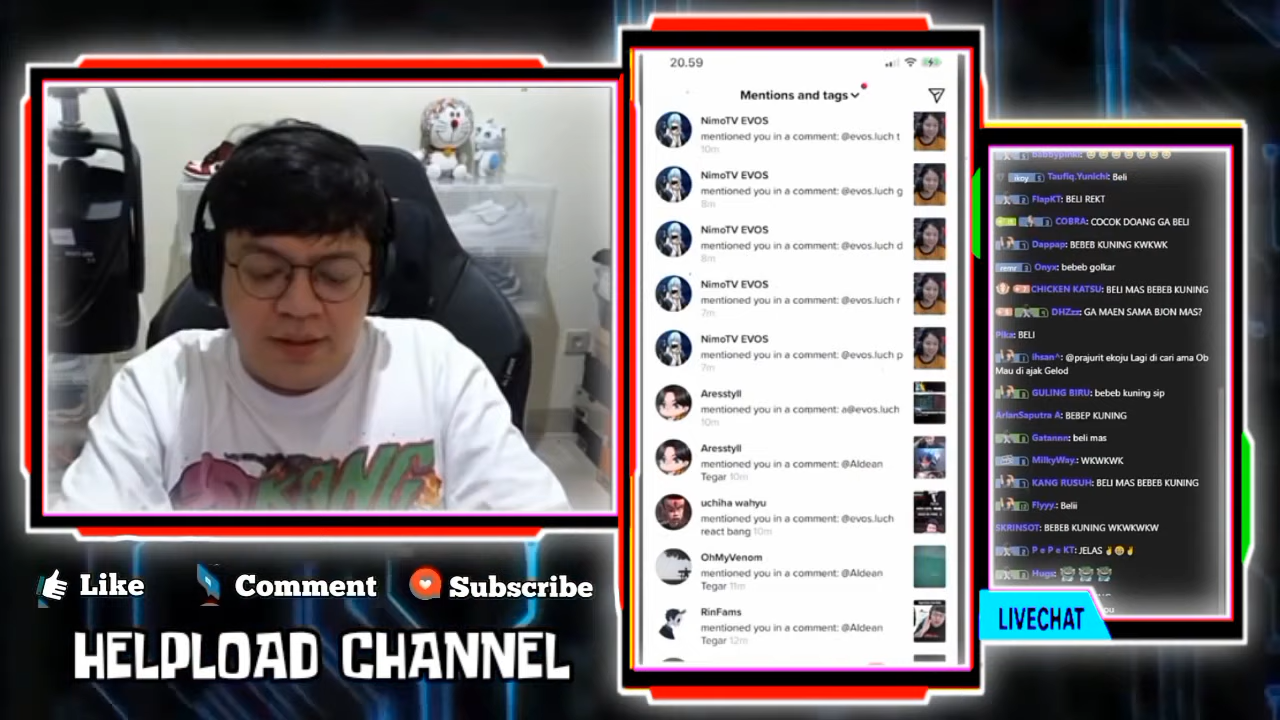 20.59
Mentions and tags
NimoTV EVOS
mentioned you in a comment: @evos.luch t
10m
NimoTV EVOS
mentioned you in a comment: @evos.luch g
8m
NimoTV EVOS
mentioned you in a comment: @evos.luch d
8m
NimoTV EVOS
mentioned you in a comment: @evos.luch r
7m
NimoTV EVOS
mentioned you in a comment: @evos.luch p
7m
Aresstyll
mentioned you in a comment: a@evos.luch
10m
Aresstyll
mentioned you in a comment: @Aldean
Tegar 10m
uchiha wahyu
mentioned you in a comment: @evos.luch
react bang 10m
OhMyVenom
mentioned you in a comment: @Aldean
Tegar 11m
RinFams
mentioned you in a comment: @Aldean
Tegar 12m
ikoy Taufiq.Yunichi: Beli
FlapKT: BELI REKT
COBRA: COCOK DOANG GA BELI
Dappap: BEBEB KUNING KWKWK
remr Onyx: bebeb golkar
CHICKEN KATSU: BELI MAS BEBEB KUNING
DHZzz: GA MAEN SAMA BJON MAS?
Pika: BELI
ihsan^: @prajurit ekoju Lagi di cari ama Ob
Mau di ajak Gelod
GULING BIRU: bebeb kuning sip
ArlanSaputra A: BEBEP KUNING
Gatannn: beli mas
MilkyWay.: WKWKWK
KANG RUSUH: BELI MAS BEBEB KUNING
Flyyy.: Belii
SKRINSOT: BEBEB KUNING WKWKWKW
P e P e KT: JELAS
Hugs:
LIVECHAT
KANG
Like
Comment
Subscribe
HELPLOAD CHANNEL